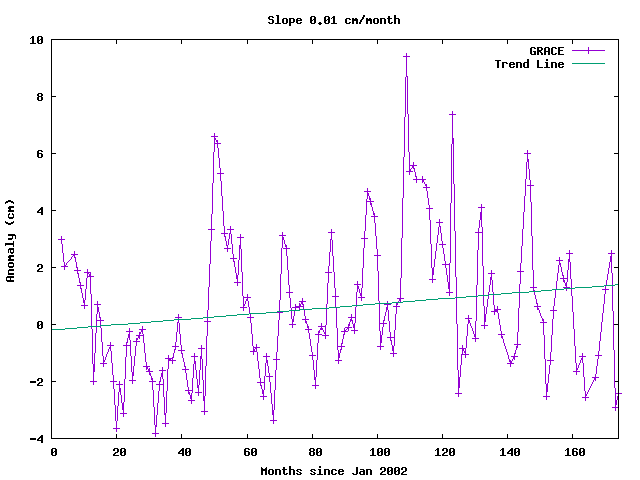 Slope 0.01 cm/month
10
GRACE
Trend Line
8
6
4
2
0
-2
-4
Anomaly (cm)
0 20 40 60 80 100 120 140 160
Months since Jan 2002